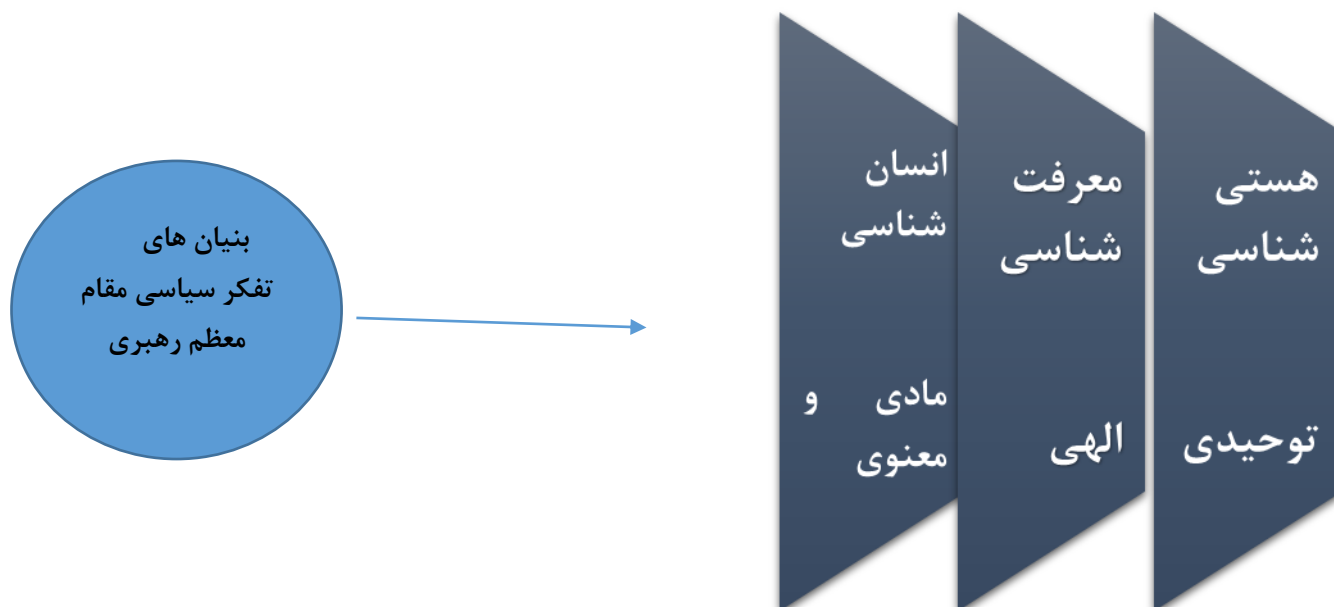 بنیان های
تفکر سیاسی مقام
معظم رهبری
هستی
شناسی
توحیدی
معرفت
شناسی
الهی
انسان
شناسی
مادی و
معنوی